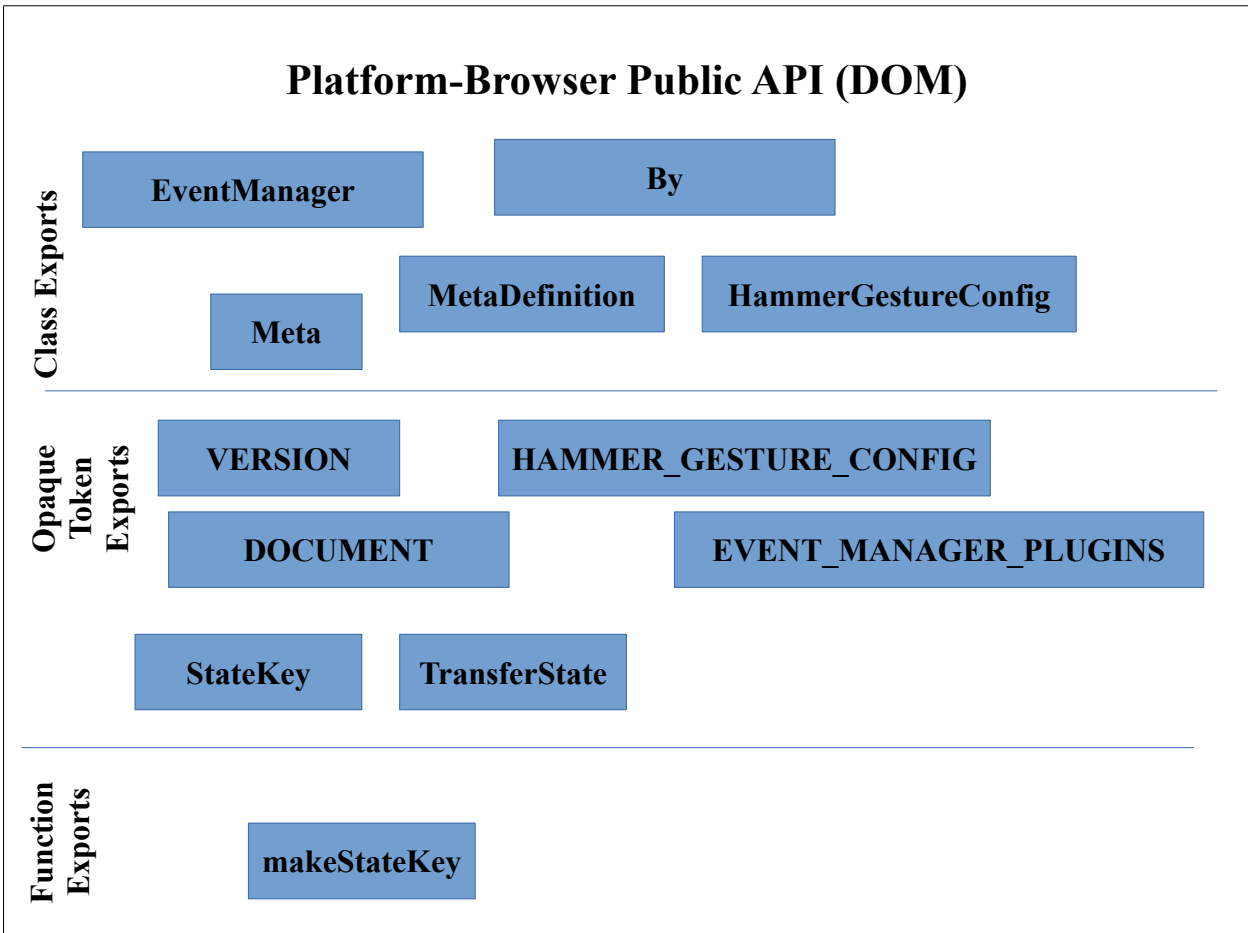 Platform-Browser Public API (DOM)
Class Exports
EventManager
By
MetaDefinition
HammerGestureConfig
Meta
Opaque
Token
Exports
VERSION
HAMMER_GESTURE_CONFIG
DOCUMENT
EVENT_MANAGER_PLUGINS
StateKey
TransferState
Function
Exports
makeStateKey